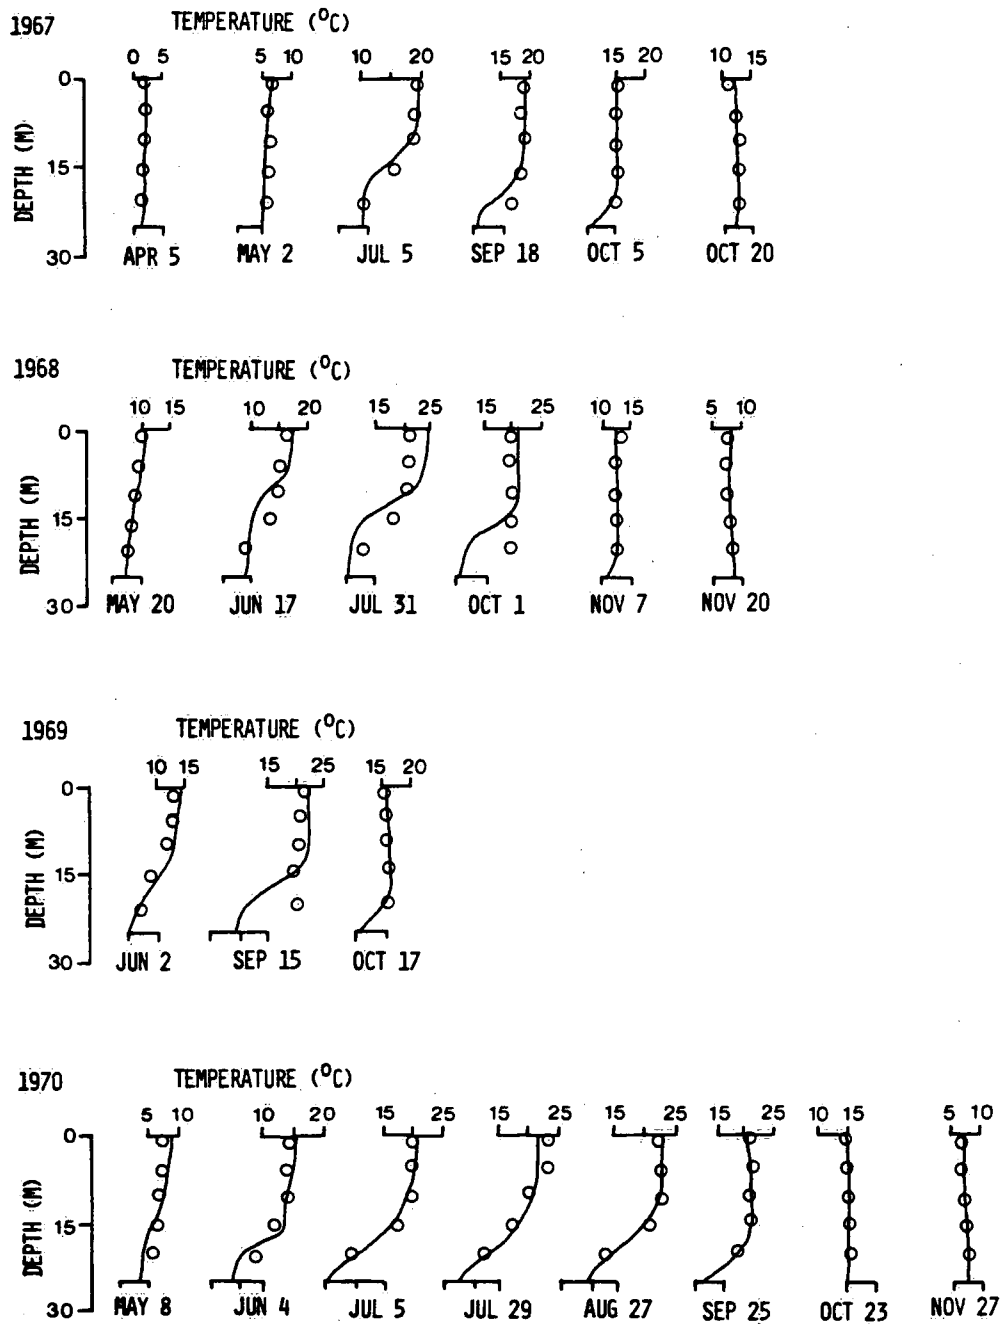 1967 TEMPERATURE (°C)
0 5 5 10 10 20 15 20 15 20 10 15
0
15
30
DEPTH (M)
APR 5 MAY 2 JUL 5 SEP 18 OCT 5 OCT 20
1968 TEMPERATURE (°C)
10 15 10 20 15 25 15 25 10 15 5 10
0
15
30
DEPTH (M)
MAY 20 JUN 17 JUL 31 OCT 1 NOV 7 NOV 20
1969 TEMPERATURE (°C)
10 15 15 25 15 20
0
15
30
DEPTH (M)
JUN 2 SEP 15 OCT 17
1970 TEMPERATURE (°C)
5 10 10 20 15 25 15 25 15 25 15 25 10 15 5 10
0
15
30
DEPTH (M)
MAY 8 JUN 4 JUL 5 JUL 29 AUG 27 SEP 25 OCT 23 NOV 27